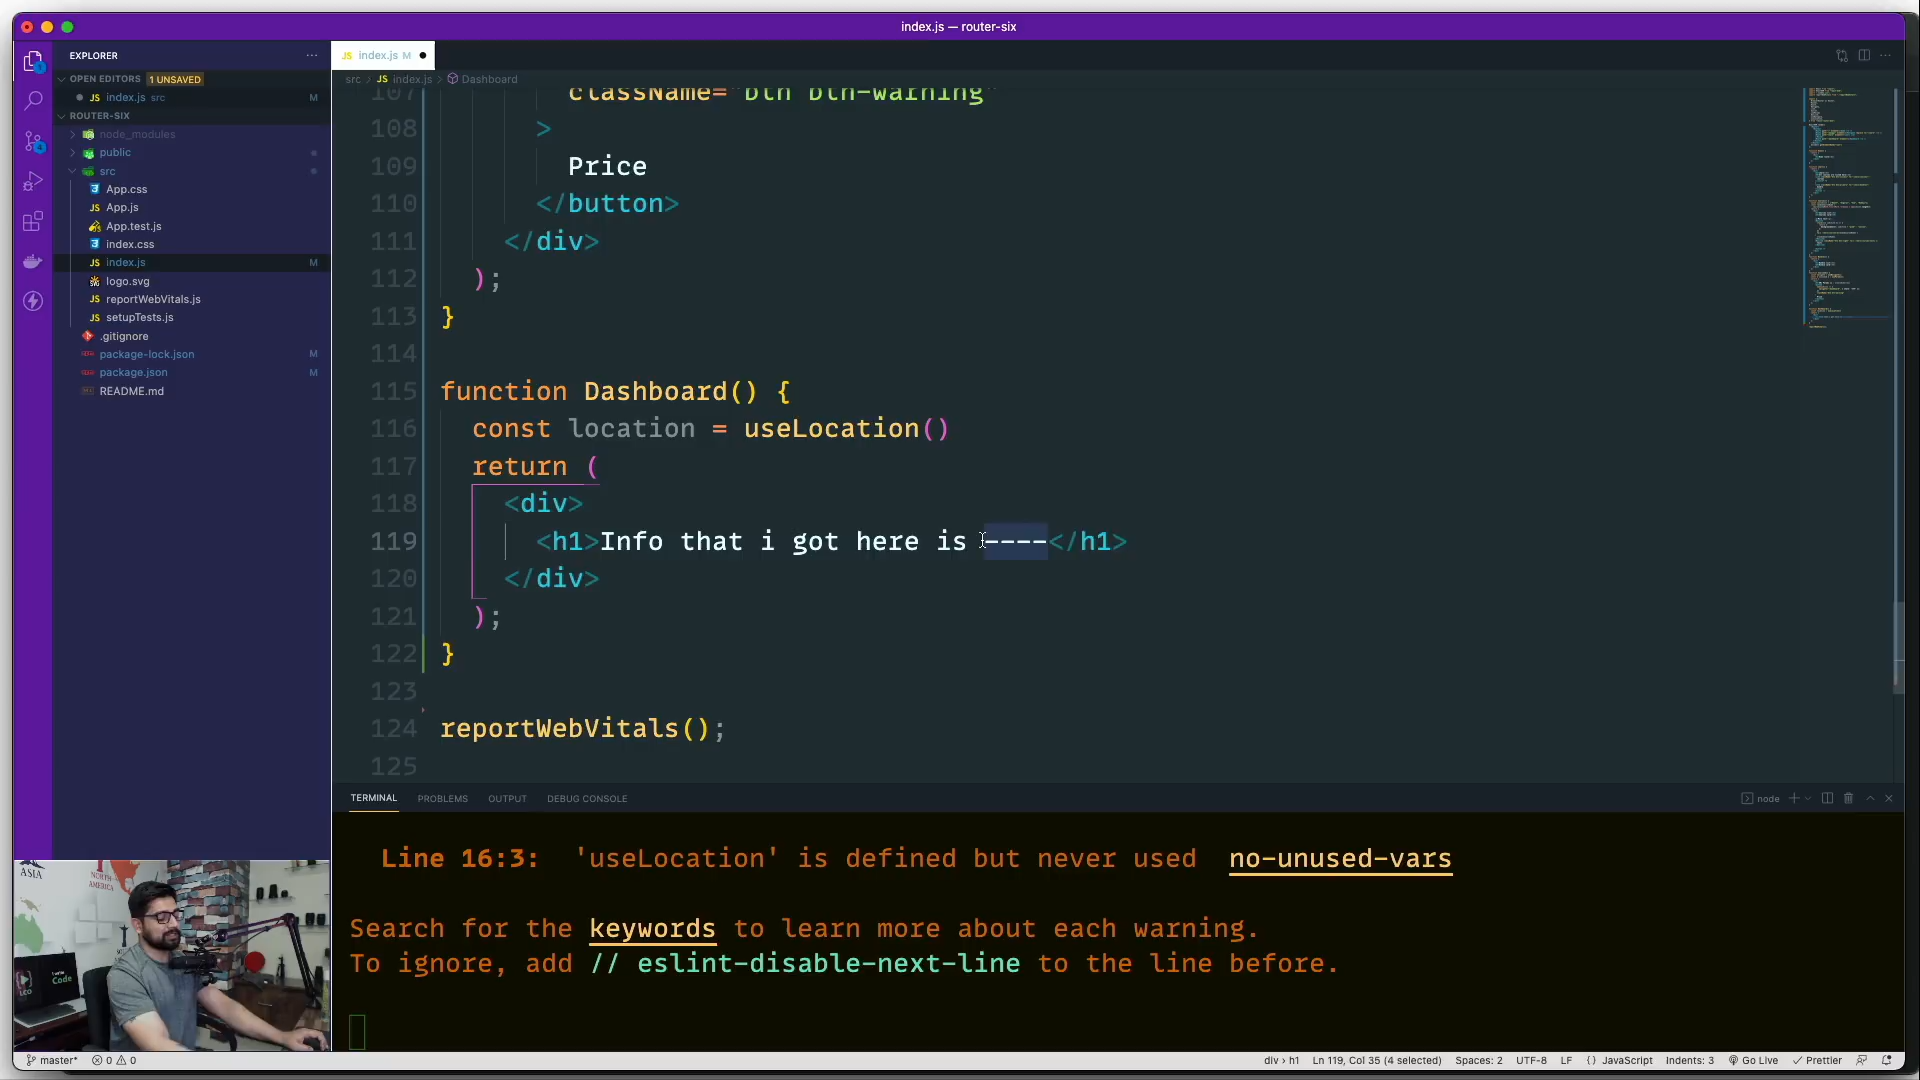 index.js — router-six
EXPLORER
OPEN EDITORS 1 UNSAVED
JS index.js src M
ROUTER-SIX
node_modules
public
src
App.css
JS App.js
App.test.js
index.css
JS index.js M
logo.svg
JS reportWebVitals.js
JS setupTests.js
.gitignore
package-lock.json M
package.json M
README.md
JS index.js M
src > JS index.js > Dashboard
107 className="btn btn-warning"
108 >
109 Price
110 </button>
111 </div>
112 );
113 }
114
115 function Dashboard() {
116 const location = useLocation()
117 return (
118 <div>
119 <h1>Info that i got here is ----</h1>
120 </div>
121 );
122 }
123
124 reportWebVitals();
125
TERMINAL PROBLEMS OUTPUT DEBUG CONSOLE
node
Line 16:3: 'useLocation' is defined but never used no-unused-vars
Search for the keywords to learn more about each warning.
To ignore, add // eslint-disable-next-line to the line before.
ASIA
NORTH AMERICA
LCO
Code
master* 0 0
div > h1 Ln 119, Col 35 (4 selected) Spaces: 2 UTF-8 LF {} JavaScript Indents: 3 Go Live Prettier